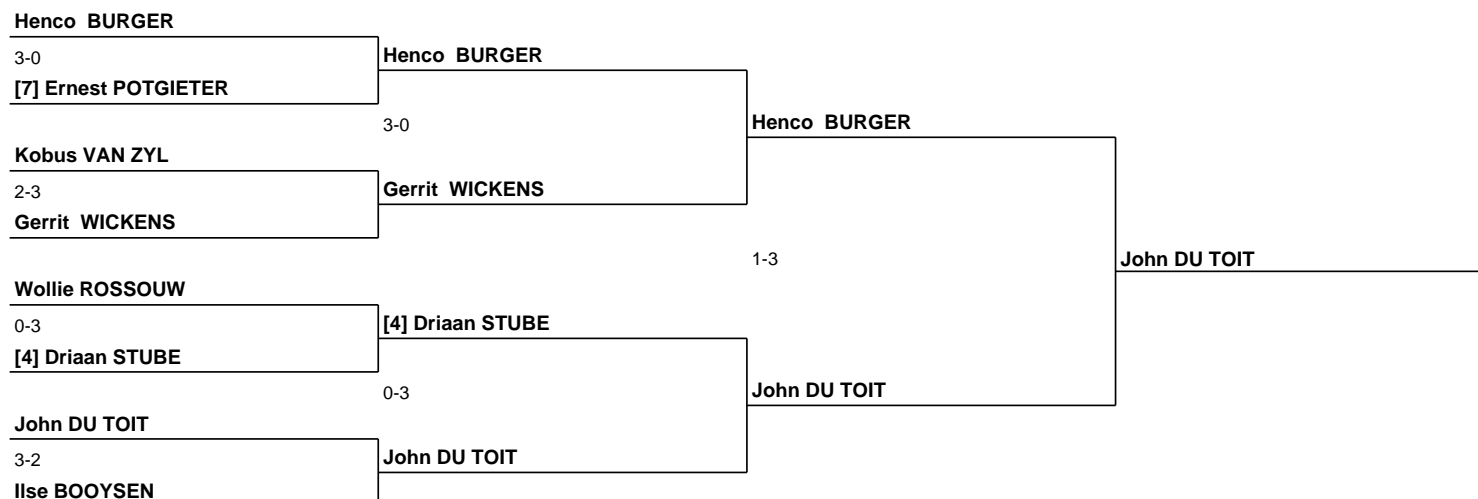 Henco  BURGER
3-0
[7] Ernest POTGIETER
Henco  BURGER
3-0
Kobus VAN ZYL
2-3
Gerrit  WICKENS
Gerrit  WICKENS
Henco  BURGER
1-3
John DU TOIT
Wollie ROSSOUW
0-3
[4] Driaan STUBE
[4] Driaan STUBE
0-3
John DU TOIT
John DU TOIT
3-2
Ilse BOOYSEN
John DU TOIT